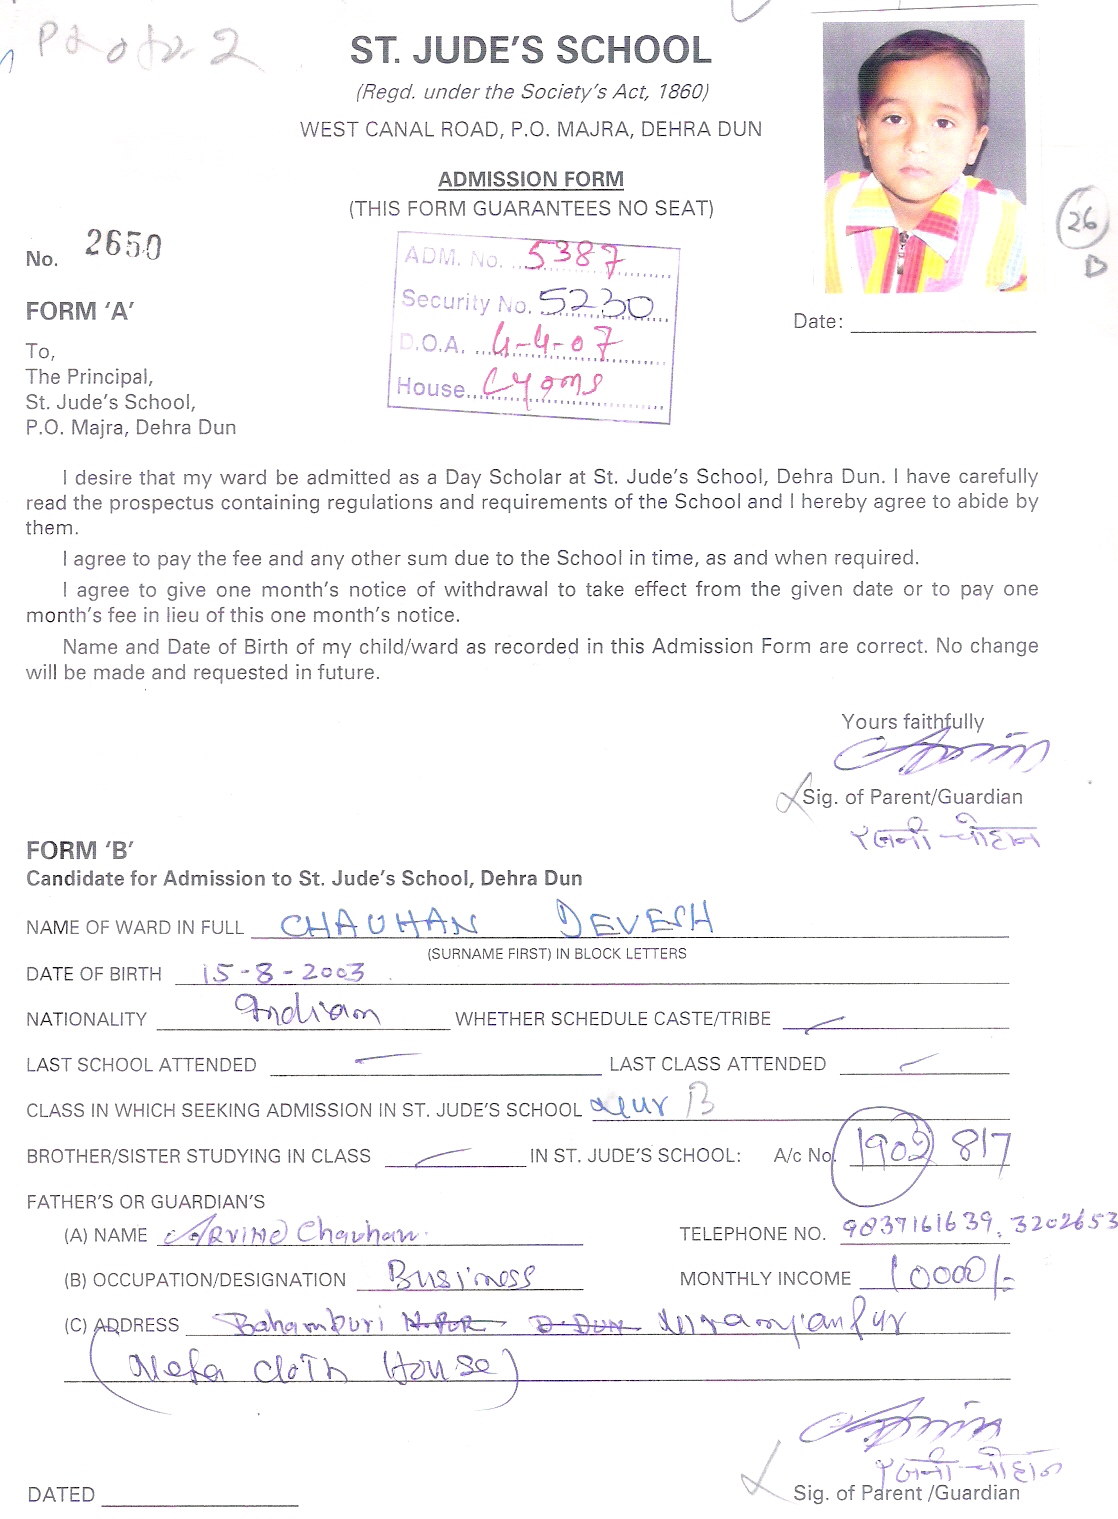 2
ST. JUDE'S SCHOOL
(Regd. under the Society's Act, 1860)
WEST CANAL ROAD, P.O. MAJRA, DEHRA DUN
ADMISSION FORM
(THIS FORM GUARANTEES NO SEAT)
26
D
No. 2650
ADM. No. 5387
Security No. 5230
D.O.A. 4-4-07
House Lyons
FORM 'A'
Date:
To,
The Principal,
St. Jude's School,
P.O. Majra, Dehra Dun
I desire that my ward be admitted as a Day Scholar at St. Jude's School, Dehra Dun. I have carefully
read the prospectus containing regulations and requirements of the School and I hereby agree to abide by
them.
I agree to pay the fee and any other sum due to the School in time, as and when required.
I agree to give one month's notice of withdrawal to take effect from the given date or to pay one
month's fee in lieu of this one month's notice.
Name and Date of Birth of my child/ward as recorded in this Admission Form are correct. No change
will be made and requested in future.
Yours faithfully
Sig. of Parent/Guardian
रजनी चौहान
FORM 'B'
Candidate for Admission to St. Jude's School, Dehra Dun
NAME OF WARD IN FULL CHAUHAN DEVESH
(SURNAME FIRST) IN BLOCK LETTERS
DATE OF BIRTH 15-8-2003
NATIONALITY Indian WHETHER SCHEDULE CASTE/TRIBE
LAST SCHOOL ATTENDED LAST CLASS ATTENDED
CLASS IN WHICH SEEKING ADMISSION IN ST. JUDE'S SCHOOL Nur B
BROTHER/SISTER STUDYING IN CLASS IN ST. JUDE'S SCHOOL: A/c No. 1902 817
FATHER'S OR GUARDIAN'S
(A) NAME ARVIND Chauhan TELEPHONE NO. 9837161639, 3202653
(B) OCCUPATION/DESIGNATION Business MONTHLY INCOME 10000/-
(C) ADDRESS Bahamburi N.PUR D.DUN Niranjanpur
(Neha Cloth House)
रजनी चौहान
DATED Sig. of Parent /Guardian